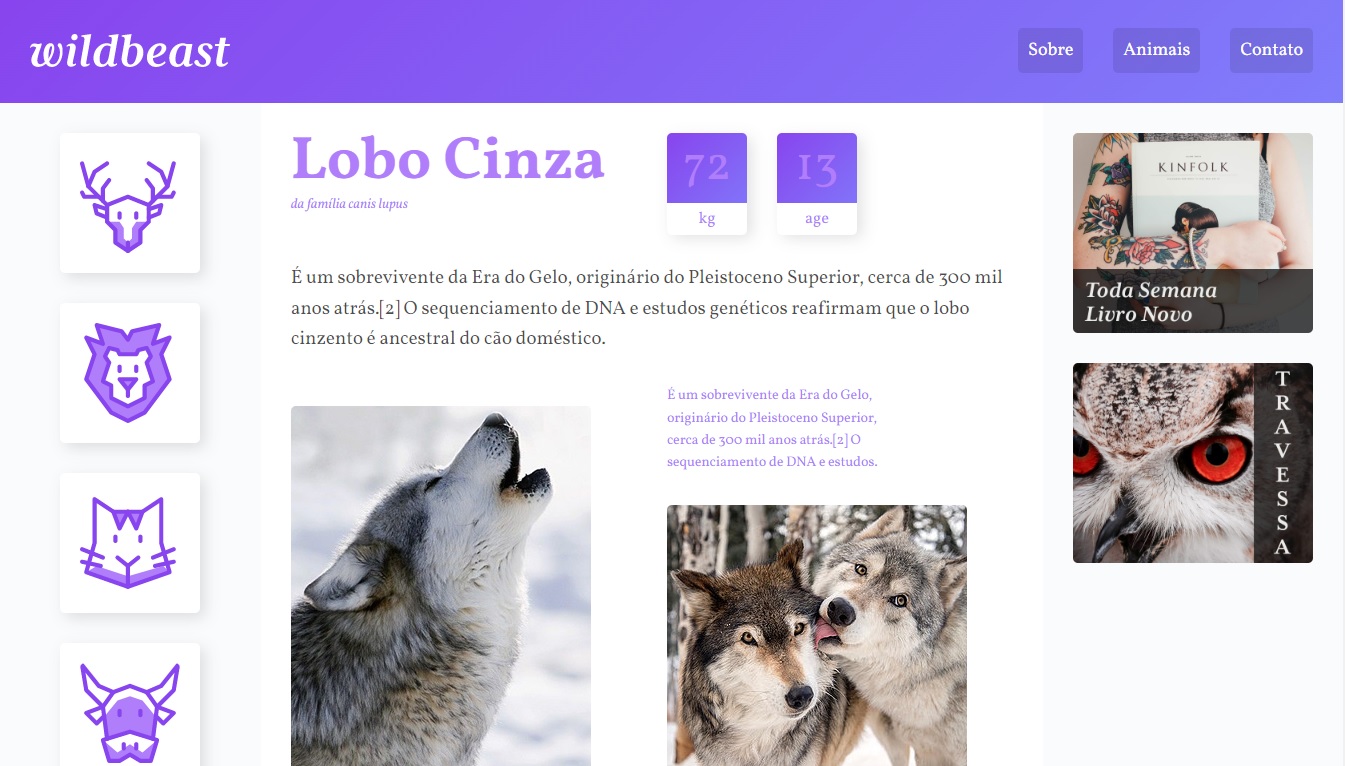 wildbeast
Sobre
Animais
Contato
Lobo Cinza
da família canis lupus
72
kg
13
age
É um sobrevivente da Era do Gelo, originário do Pleistoceno Superior, cerca de 300 mil
anos atrás.[2] O sequenciamento de DNA e estudos genéticos reafirmam que o lobo
cinzento é ancestral do cão doméstico.
É um sobrevivente da Era do Gelo,
originário do Pleistoceno Superior,
cerca de 300 mil anos atrás.[2] O
sequenciamento de DNA e estudos.
KINFOLK
Toda Semana
Livro Novo
TRAVESSA